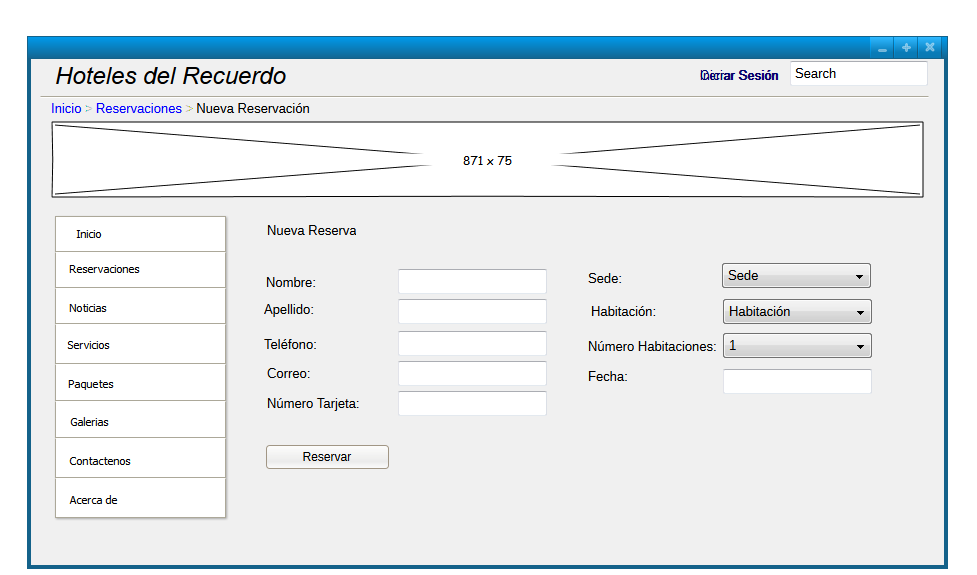 Hoteles del Recuerdo
Sesión
Search
Inicio > Reservaciones > Nueva Reservación
871 x 75
Inicio
Reservaciones
Noticias
Servicios
Paquetes
Galerias
Contactenos
Acerca de
Nueva Reserva
Nombre:
Apellido:
Teléfono:
Correo:
Número Tarjeta:
Sede: Sede
Habitación: Habitación
Número Habitaciones: 1
Fecha:
Reservar